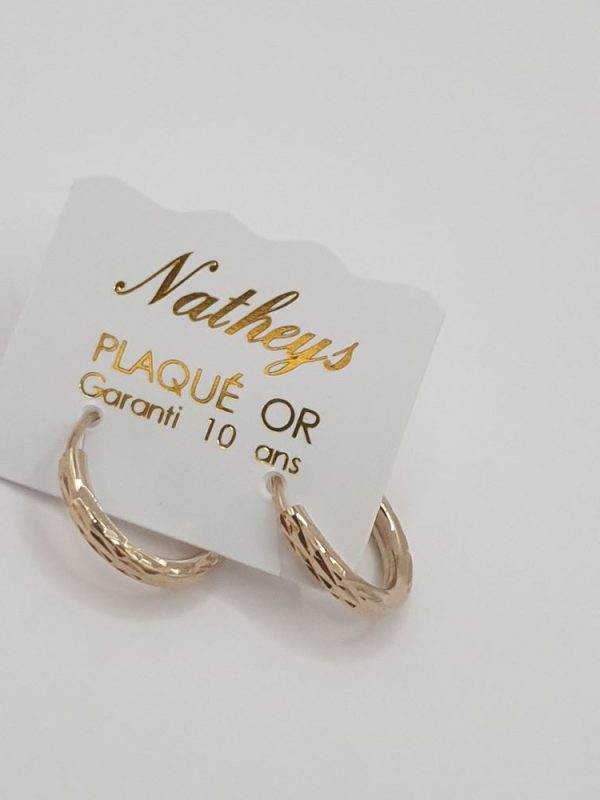 Natheys
PLAQUÉ OR
Garanti 10 ans